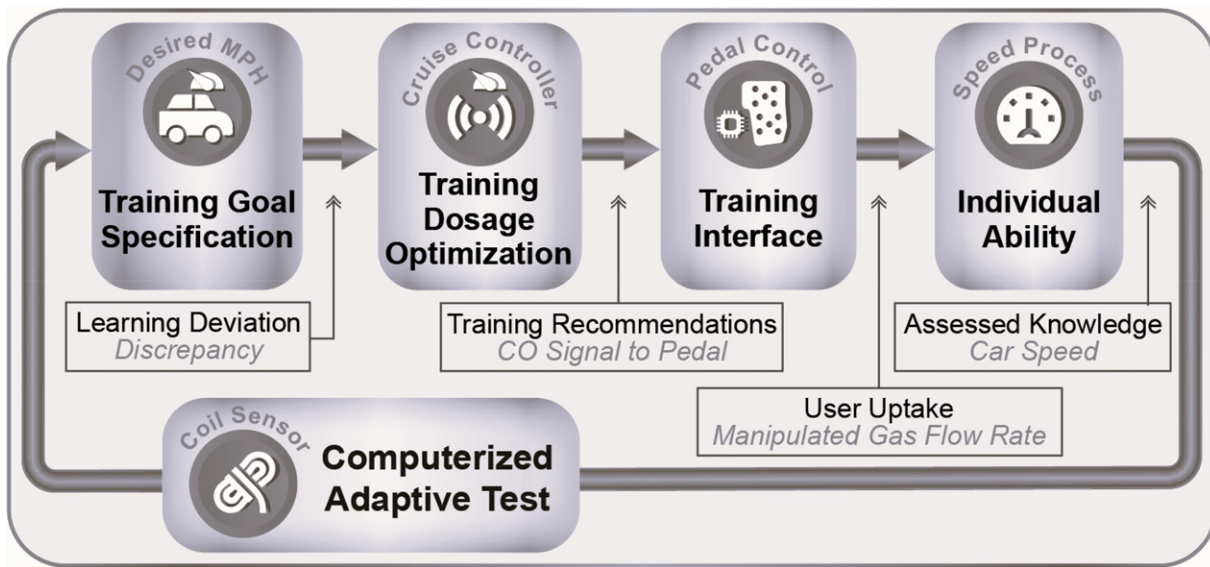 Desired MPH
Training Goal
Specification
Cruise Controller
Training
Dosage
Optimization
Pedal Control
Training
Interface
Speed Process
Individual
Ability
Learning Deviation
Discrepancy
Training Recommendations
CO Signal to Pedal
User Uptake
Manipulated Gas Flow Rate
Assessed Knowledge
Car Speed
Coil Sensor
Computerized
Adaptive Test